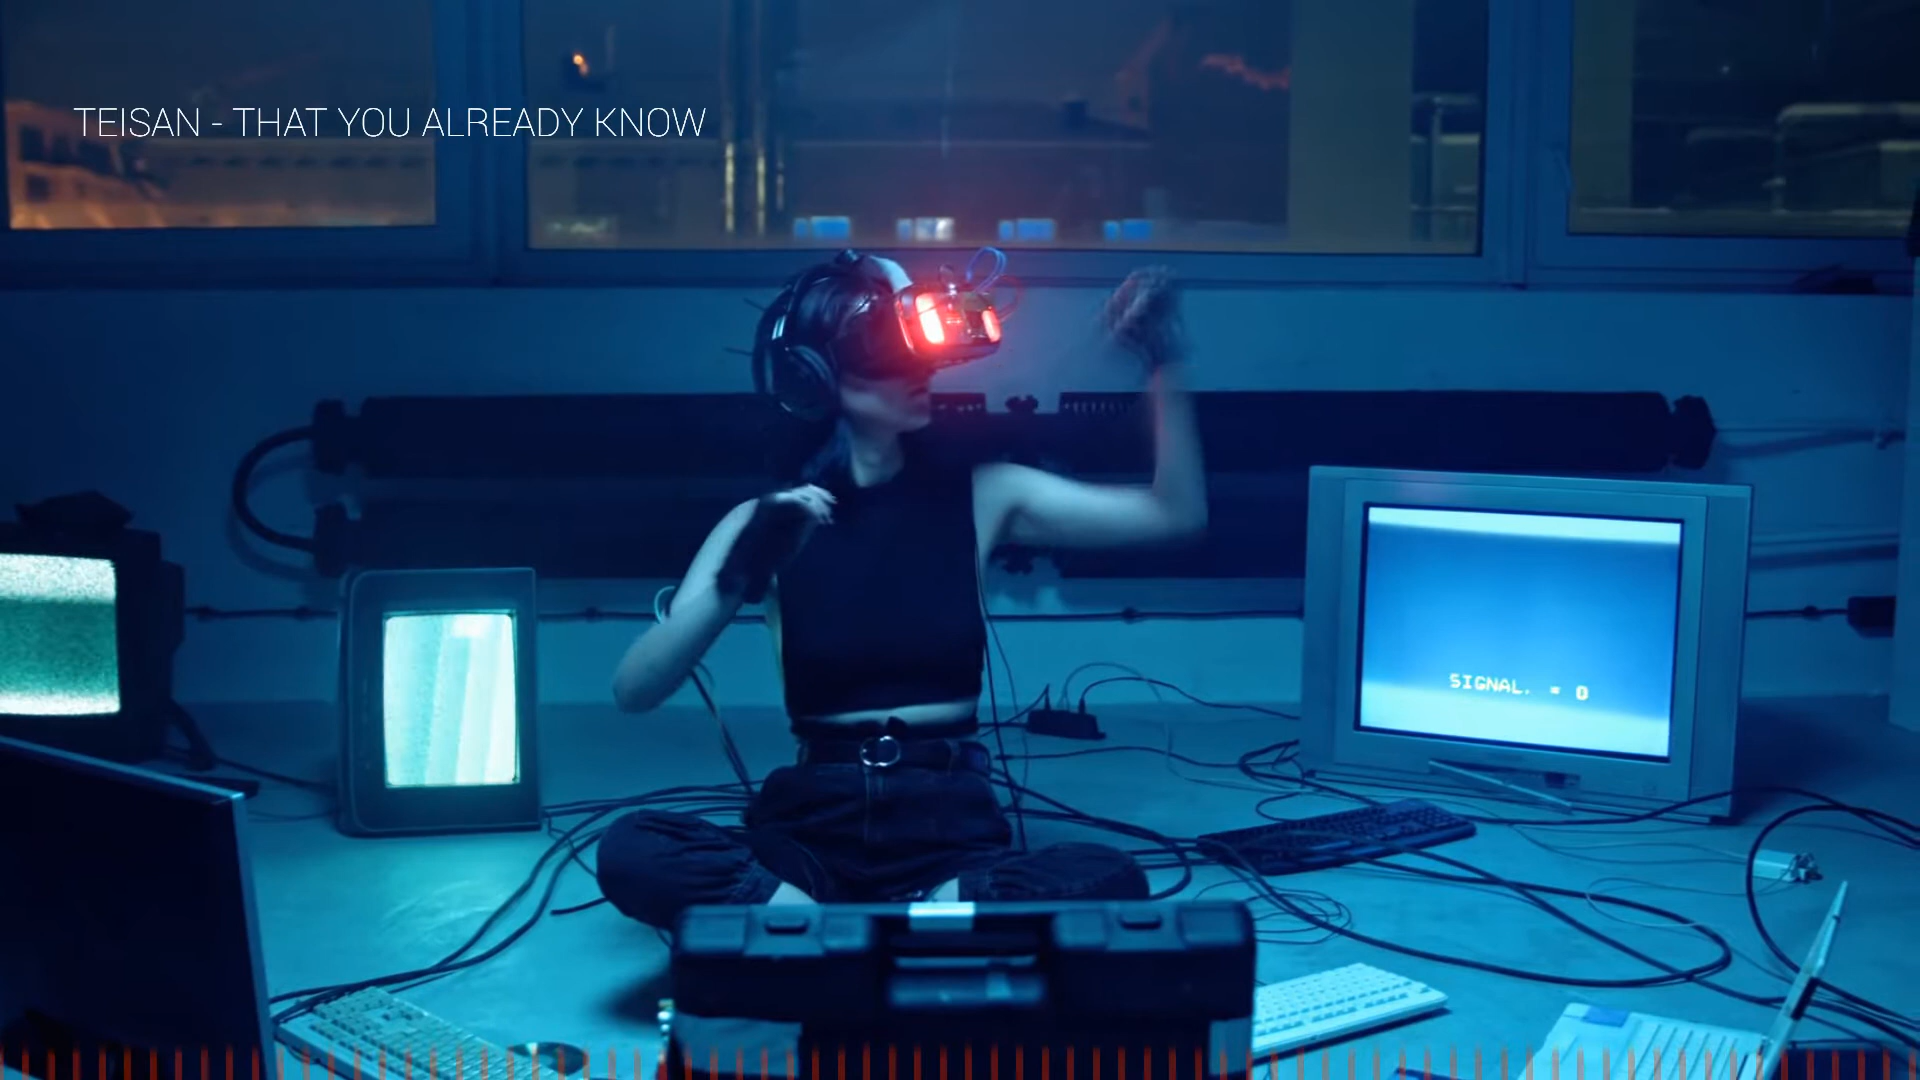 TEISAN - THAT YOU ALREADY KNOW
SIGNAL. = 0